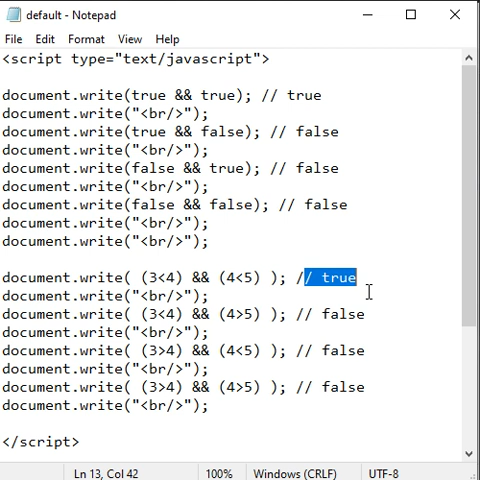 default - Notepad
File Edit Format View Help
<script type="text/javascript">
document.write(true && true); // true
document.write("<br/>");
document.write(true && false); // false
document.write("<br/>");
document.write(false && true); // false
document.write("<br/>");
document.write(false && false); // false
document.write("<br/>");
document.write("<br/>");
document.write( (3<4) && (4<5) ); // true
document.write("<br/>");
document.write( (3<4) && (4>5) ); // false
document.write("<br/>");
document.write( (3>4) && (4<5) ); // false
document.write("<br/>");
document.write( (3>4) && (4>5) ); // false
document.write("<br/>");
</script>
Ln 13, Col 42 100% Windows (CRLF) UTF-8